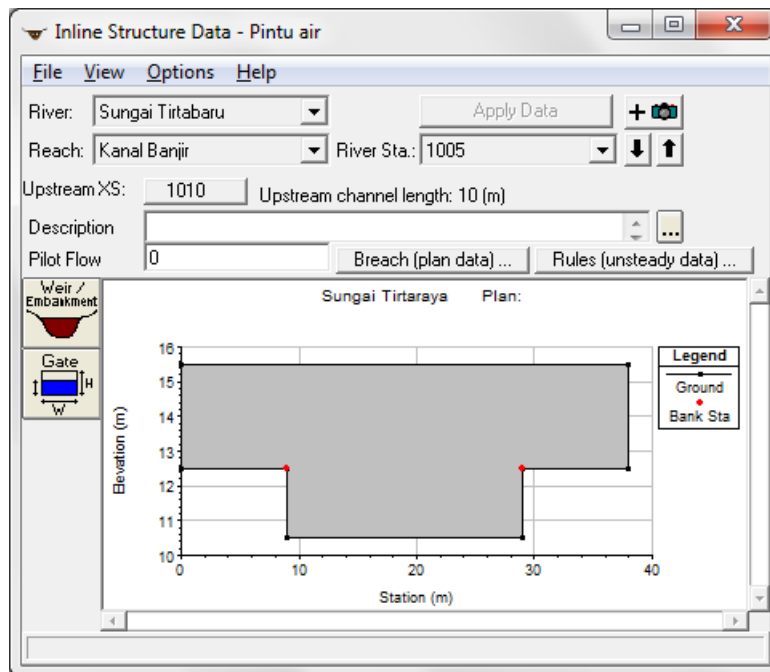 Inline Structure Data - Pintu air
File View Options Help
River: Sungai Tirtabaru Apply Data
Reach: Kanal Banjir River Sta.: 1005
Upstream XS: 1010 Upstream channel length: 10 (m)
Description ...
Pilot Flow 0 Breach (plan data) ... Rules (unsteady data) ...
Weir / Embankment
Gate
H
W
Sungai Tirtaraya Plan:
Legend
Ground
Bank Sta
Elevation (m)
16
15
14
13
12
11
10
0 10 20 30 40
Station (m)